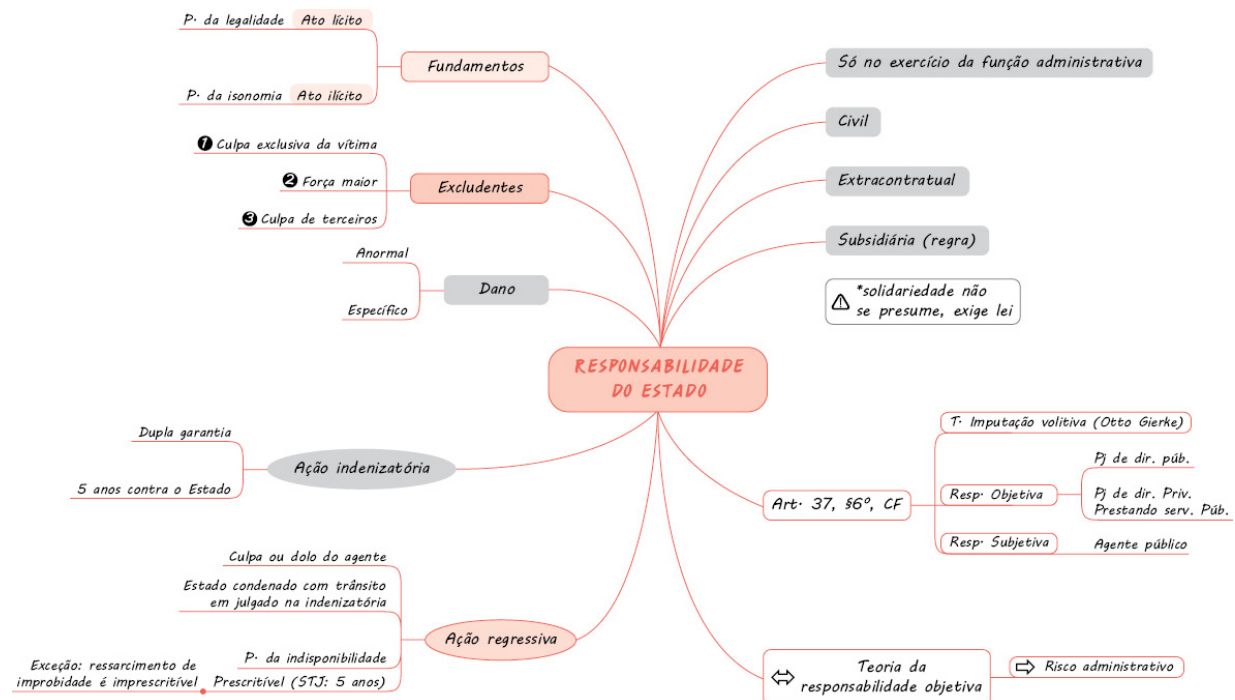 P. da legalidade Ato lícito
P. da isonomia Ato ilícito
Fundamentos
❶ Culpa exclusiva da vítima
❷ Força maior
❸ Culpa de terceiros
Excludentes
Anormal
Específico
Dano
Só no exercício da função administrativa
Civil
Extracontratual
Subsidiária (regra)
*solidariedade não
se presume, exige lei
RESPONSABILIDADE
DO ESTADO
Dupla garantia
5 anos contra o Estado
Ação indenizatória
Culpa ou dolo do agente
Estado condenado com trânsito
em julgado na indenizatória
P. da indisponibilidade
Prescritível (STJ: 5 anos)
Exceção: ressarcimento de
improbidade é imprescritível
Ação regressiva
Art. 37, §6º, CF
T. Imputação volitiva (Otto Gierke)
Resp. Objetiva
Pj de dir. púb.
Pj de dir. Priv.
Prestando serv. Púb.
Resp. Subjetiva
Agente público
⇔ Teoria da
responsabilidade objetiva
⇨ Risco administrativo